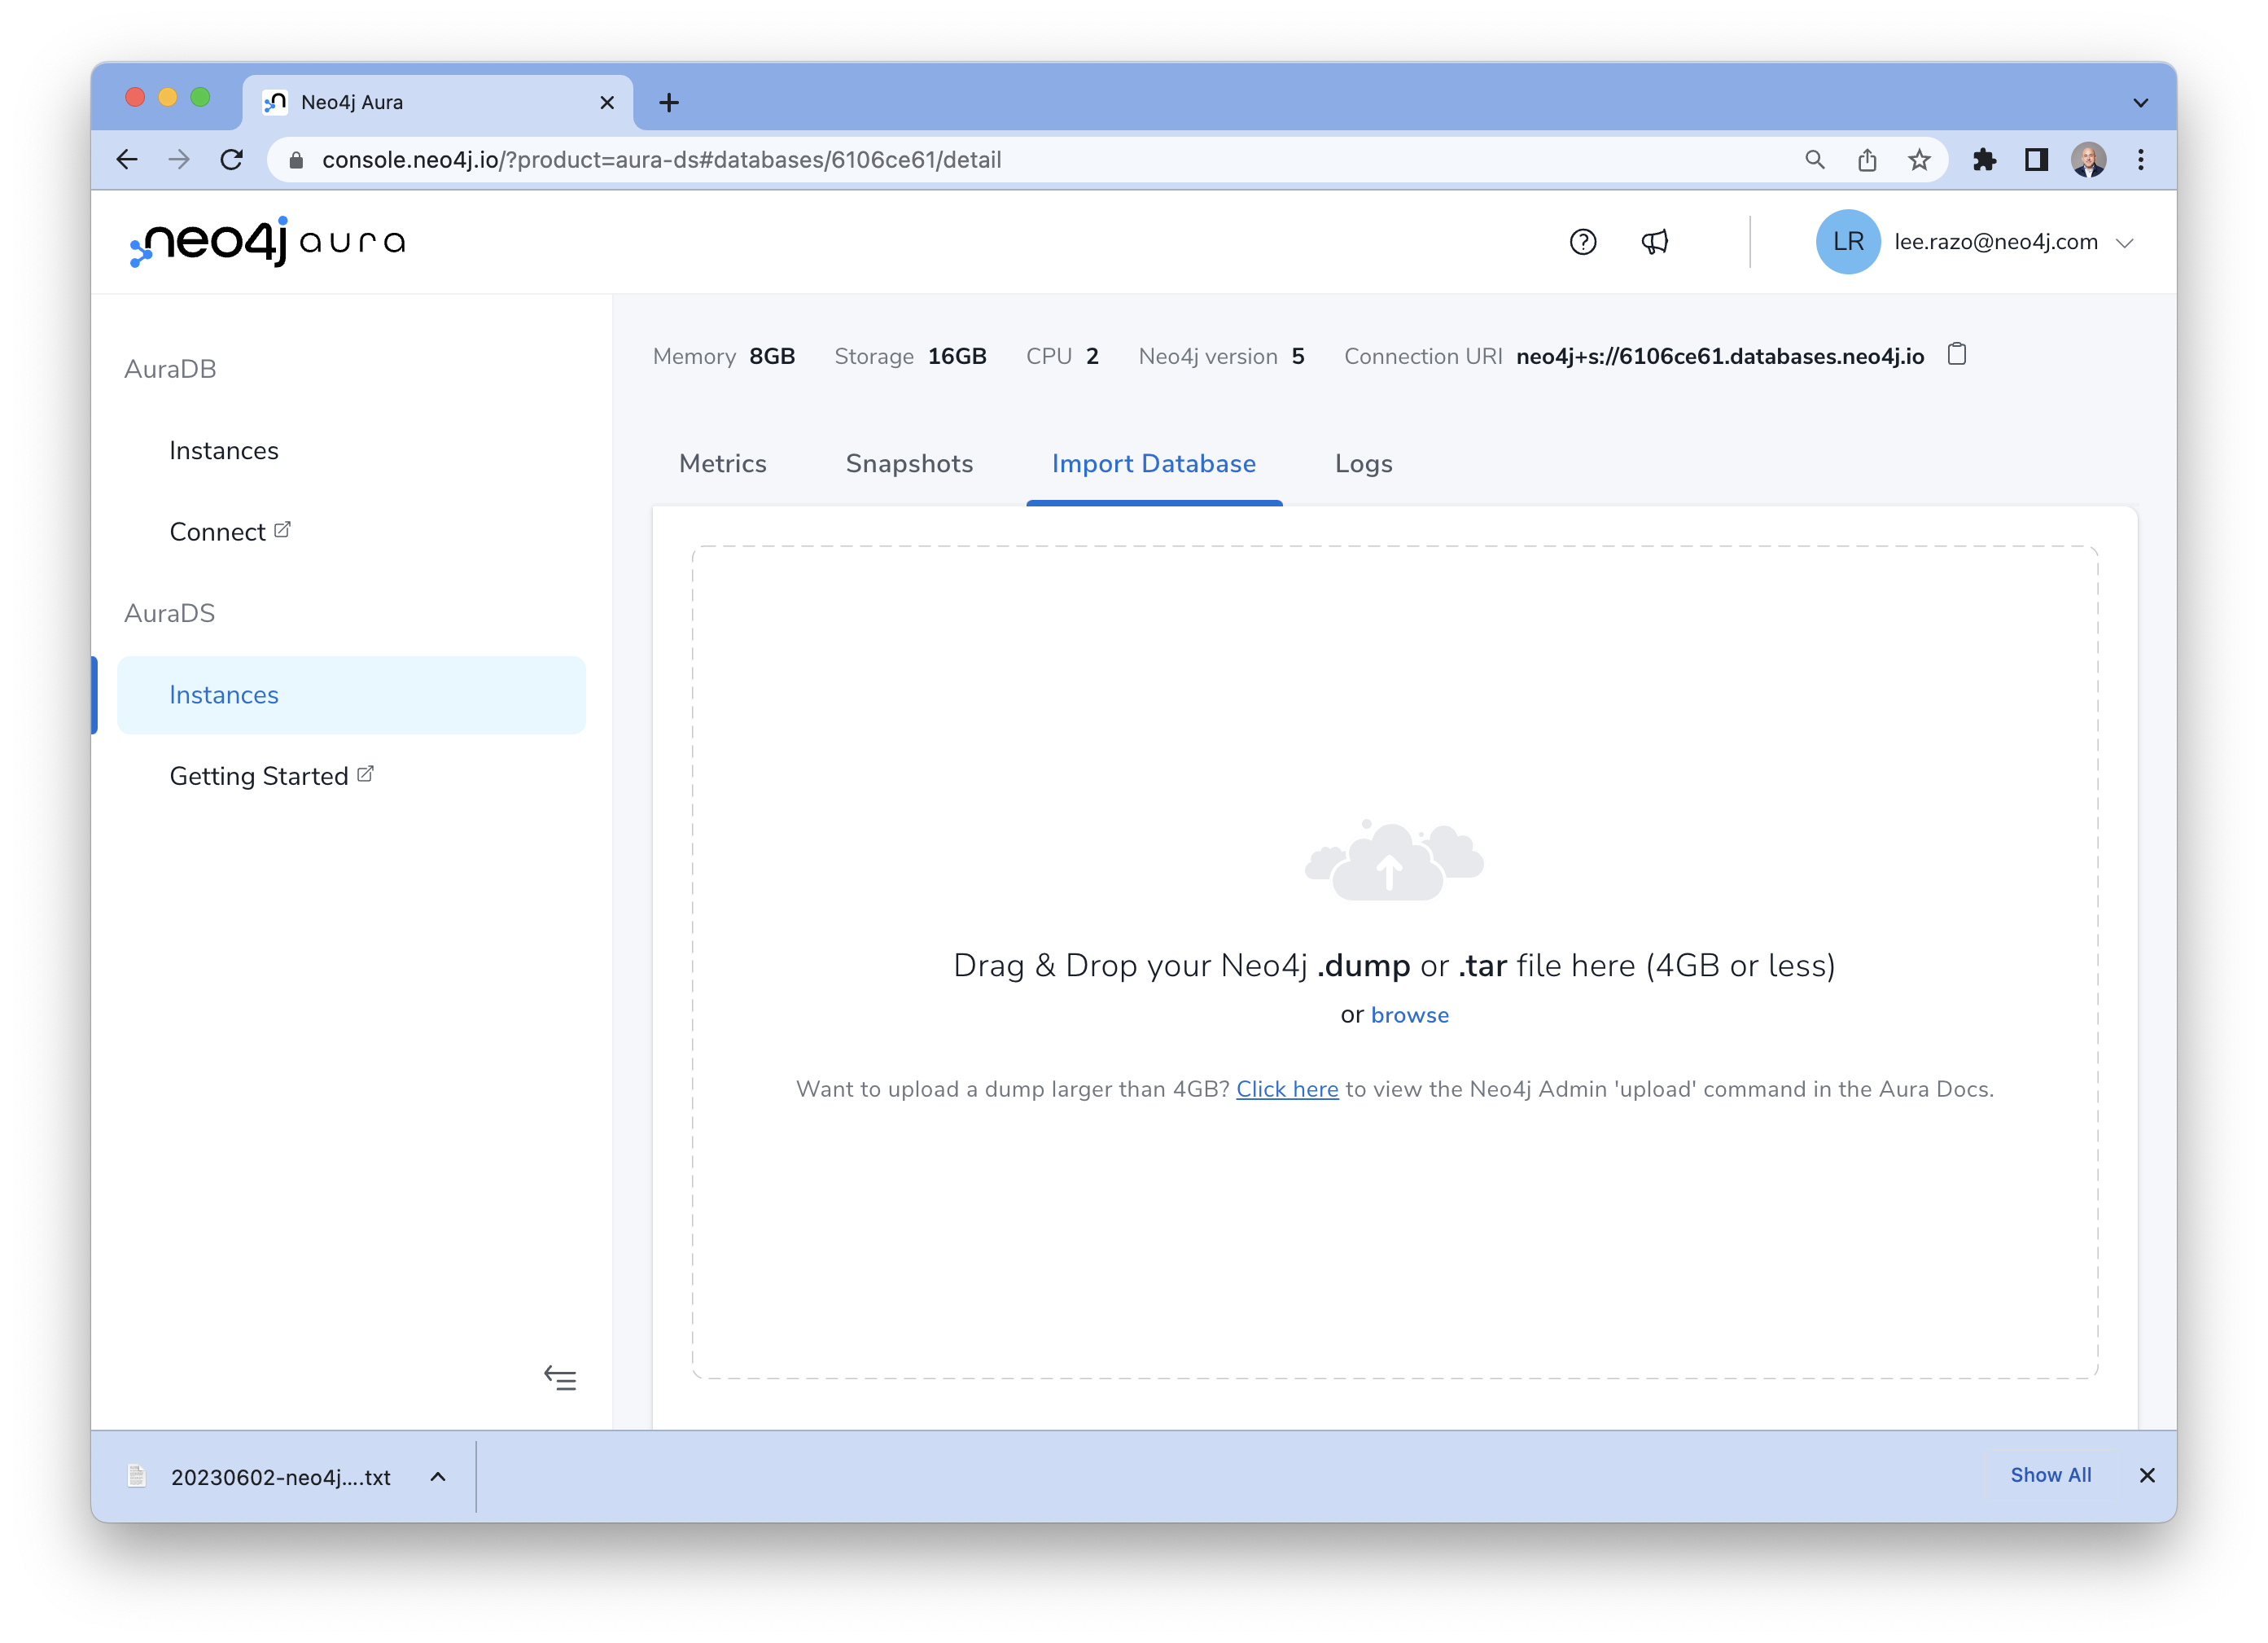 Neo4j Aura
console.neo4j.io/?product=aura-ds#databases/6106ce61/detail
neo4j aura
LR lee.razo@neo4j.com
AuraDB
Instances
Connect
AuraDS
Instances
Getting Started
Memory 8GB Storage 16GB CPU 2 Neo4j version 5 Connection URI neo4j+s://6106ce61.databases.neo4j.io
Metrics Snapshots Import Database Logs
Drag & Drop your Neo4j .dump or .tar file here (4GB or less)
or browse
Want to upload a dump larger than 4GB? Click here to view the Neo4j Admin 'upload' command in the Aura Docs.
20230602-neo4j....txt
Show All